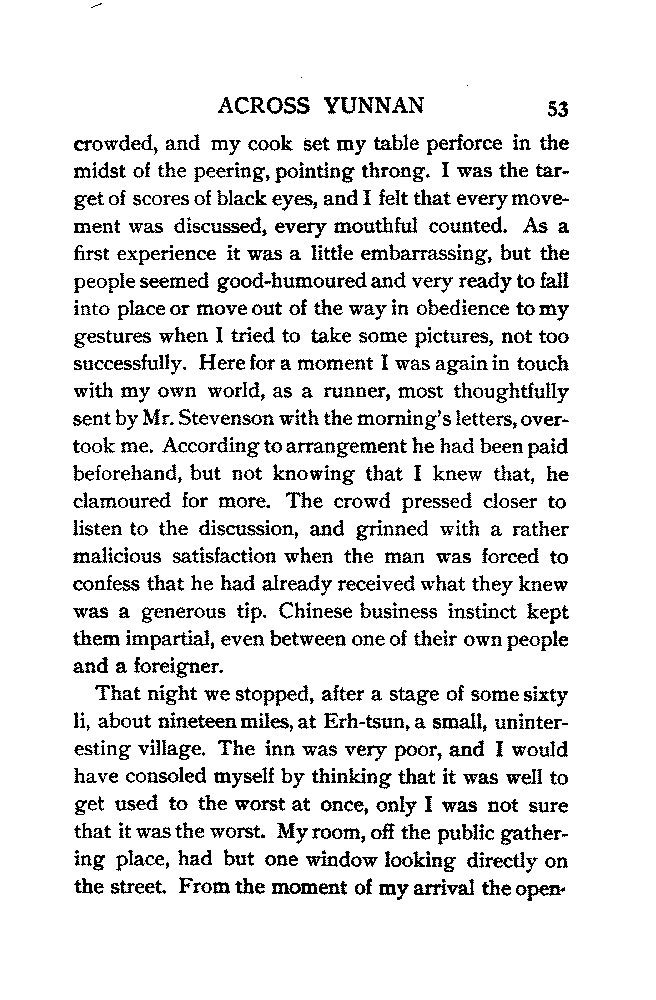 ACROSS YUNNAN 53
crowded, and my cook set my table perforce in the
midst of the peering, pointing throng. I was the tar-
get of scores of black eyes, and I felt that every move-
ment was discussed, every mouthful counted. As a
first experience it was a little embarrassing, but the
people seemed good-humoured and very ready to fall
into place or move out of the way in obedience to my
gestures when I tried to take some pictures, not too
successfully. Here for a moment I was again in touch
with my own world, as a runner, most thoughtfully
sent by Mr. Stevenson with the morning's letters, over-
took me. According to arrangement he had been paid
beforehand, but not knowing that I knew that, he
clamoured for more. The crowd pressed closer to
listen to the discussion, and grinned with a rather
malicious satisfaction when the man was forced to
confess that he had already received what they knew
was a generous tip. Chinese business instinct kept
them impartial, even between one of their own people
and a foreigner.
That night we stopped, after a stage of some sixty
li, about nineteen miles, at Erh-tsun, a small, uninter-
esting village. The inn was very poor, and I would
have consoled myself by thinking that it was well to
get used to the worst at once, only I was not sure
that it was the worst. My room, off the public gather-
ing place, had but one window looking directly on
the street. From the moment of my arrival the open-